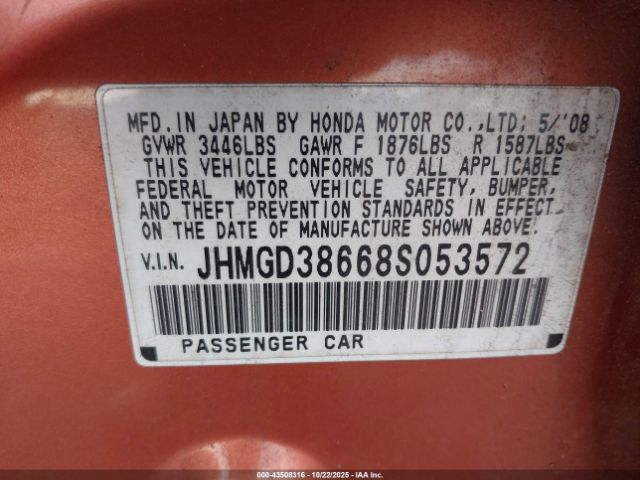 MFD.IN JAPAN BY HONDA MOTOR CO.,LTD; 5/'08
GVWR 3446LBS GAWR F 1876LBS R 1587LBS
THIS VEHICLE CONFORMS TO ALL APPLICABLE
FEDERAL MOTOR VEHICLE SAFETY, BUMPER,
AND THEFT PREVENTION STANDARDS IN EFFECT
ON THE DATE OF MANUFACTURE SHOWN ABOVE.
V.I.N. JHMGD38668S053572
PASSENGER CAR
000-43508316 - 10/22/2025 - IAAI.COM